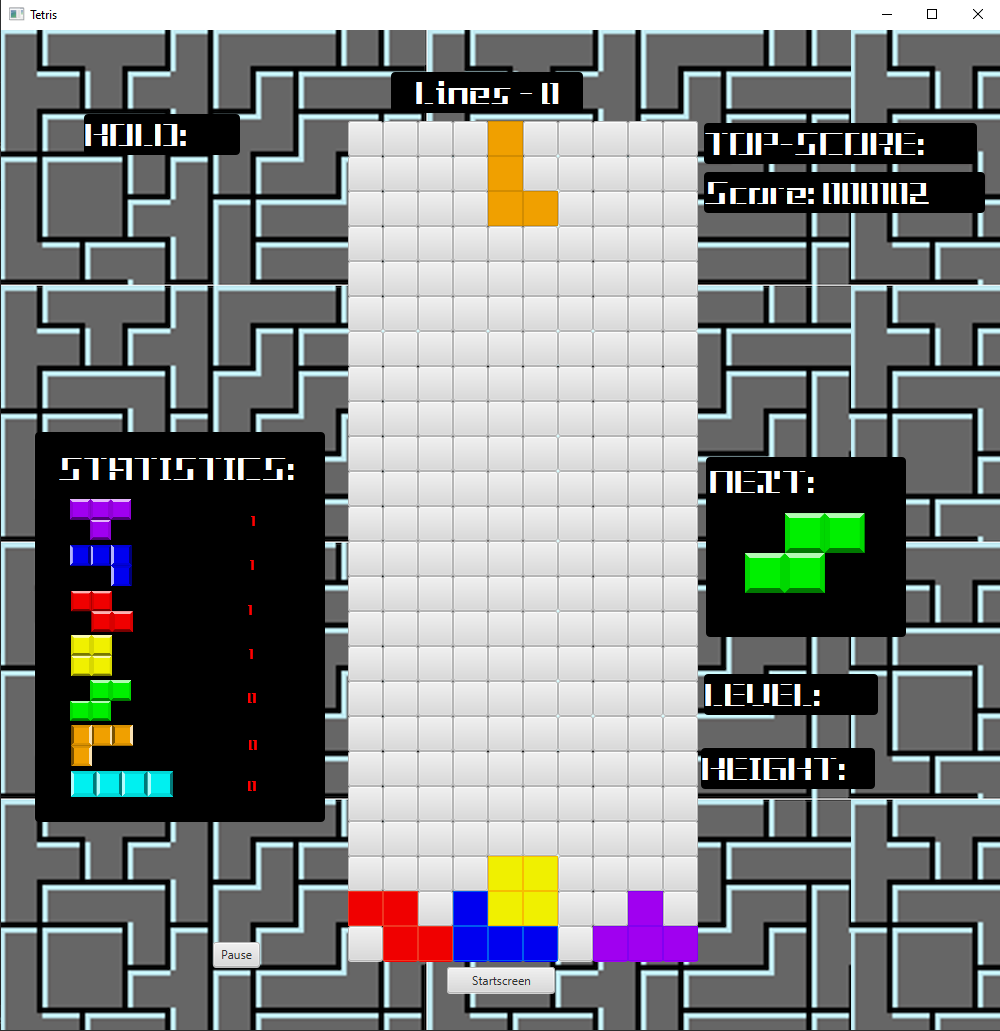 Tetris
Lines - 0
HOLD:
TOP-SCORE:
Score: 000002
STATISTICS:
1
1
1
1
0
0
0
NEXT:
LEVEL:
HEIGHT:
Pause
Startscreen